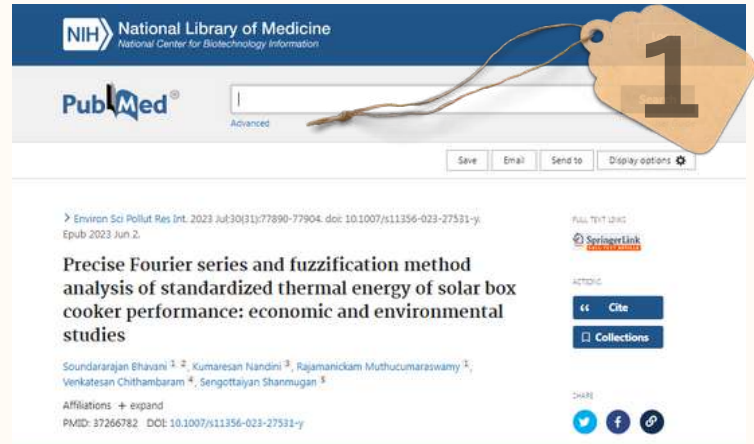 NIH National Library of Medicine
National Center for Biotechnology Information
1
PubMed®
Advanced
Save Email Send to Display options
Environ Sci Pollut Res Int. 2023 Jul;30(31):77890-77904. doi: 10.1007/s11356-023-27531-y.
Epub 2023 Jun 2.
FULL TEXT LINKS
SpringerLink
Precise Fourier series and fuzzification method
analysis of standardized thermal energy of solar box
cooker performance: economic and environmental
studies
ACTIONS
Cite
Collections
Soundararajan Bhavani 1 2, Kumaresan Nandini 3, Rajamanickam Muthucumaraswamy 1,
Venkatesan Chithambaram 4, Sengottaiyan Shanmugan 5
SHARE
Affiliations + expand
PMID: 37266782 DOI: 10.1007/s11356-023-27531-y